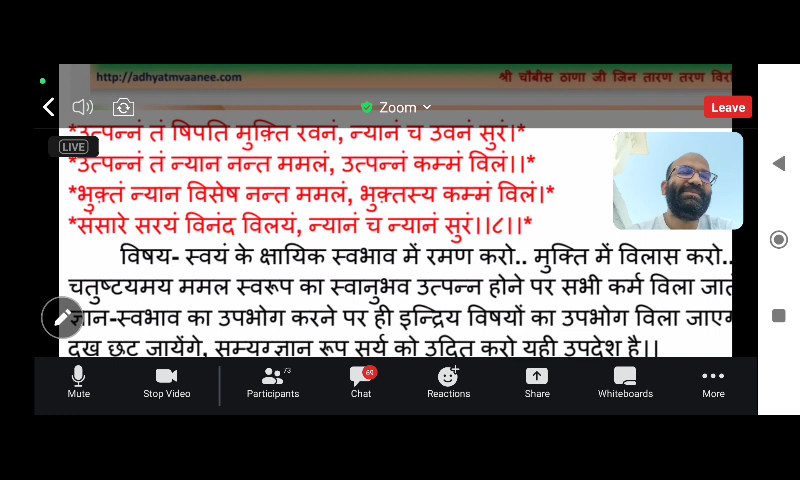 http://adhyatmvaanee.com श्री चौबीस ठाणा जी जिन तारण तरण
Zoom
Leave
LIVE
*उत्पन्नं तं षिपति मुक्ति रवनं, न्यानं च उवनं सुरं।*
*उत्पन्नं तं न्यान नन्त ममलं, उत्पन्नं कम्मं विलं।।*
*भुक्तं न्यान विसेष नन्त ममलं, भुक्तस्य कम्मं विलं।
*संसारे सरयं विनंद विलयं, न्यानं च न्यानं सुरं।।८।।*
विषय- स्वयं के क्षायिक स्वभाव में रमण करो.. मुक्ति में विलास करो..
चतुष्टयमय ममल स्वरूप का स्वानुभव उत्पन्न होने पर सभी कर्म विला
ज्ञान-स्वभाव का उपभोग करने पर ही इन्द्रिय विषयों का उपभोग विला
दुख छूट जायेंगे, सम्यग्ज्ञान रूप सूर्य को उदित करो यही उपदेश है।।
Mute
Stop Video
73
Participants
69
Chat
Reactions
Share
Whiteboards
More